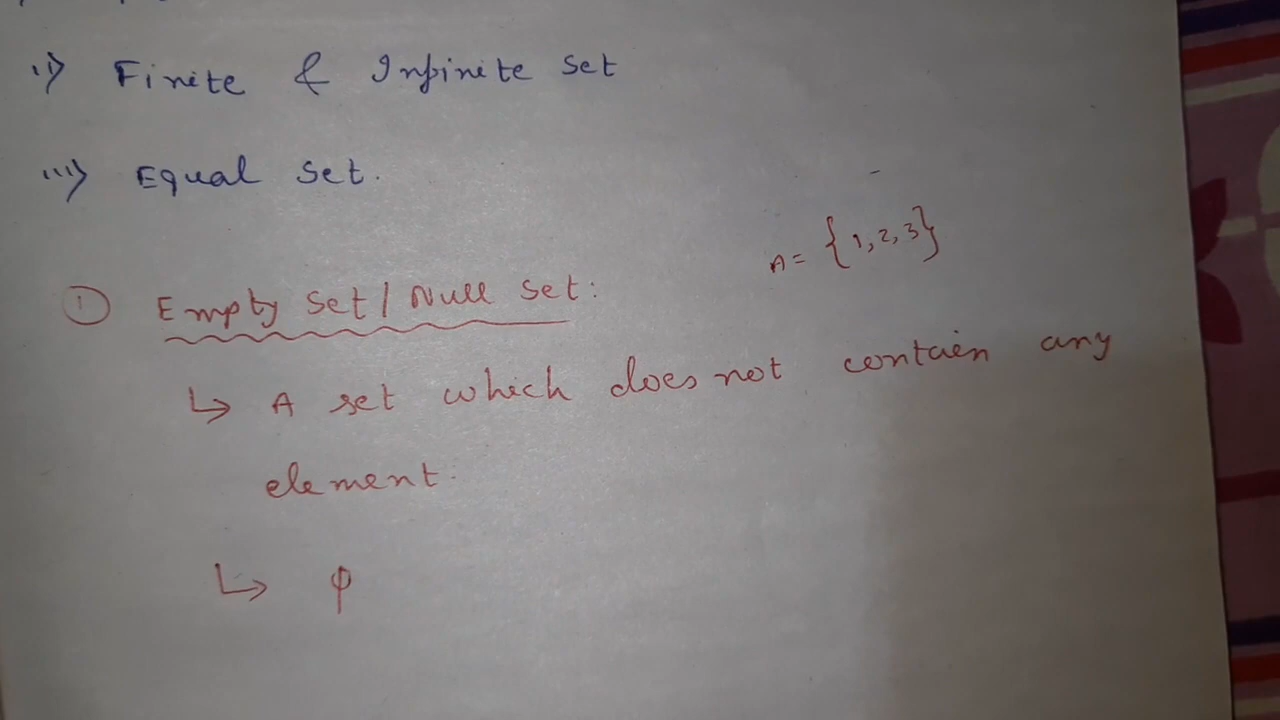 ii) Finite & Infinite set
iii) Equal set.
A = {1, 2, 3}
① Empty set / Null set:
↳ A set which does not contain any
element.
↳ φ